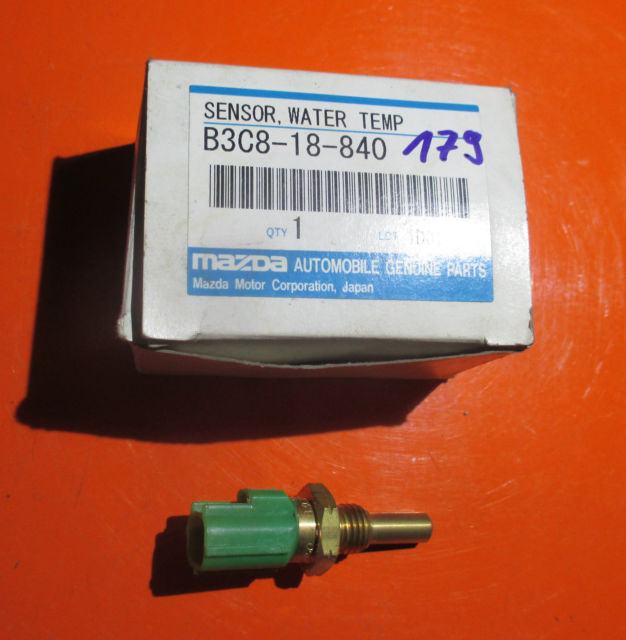 SENSOR, WATER TEMP
B3C8-18-840 179
QTY 1 LOT
mazda AUTOMOBILE GENUINE PARTS
Mazda Motor Corporation, Japan